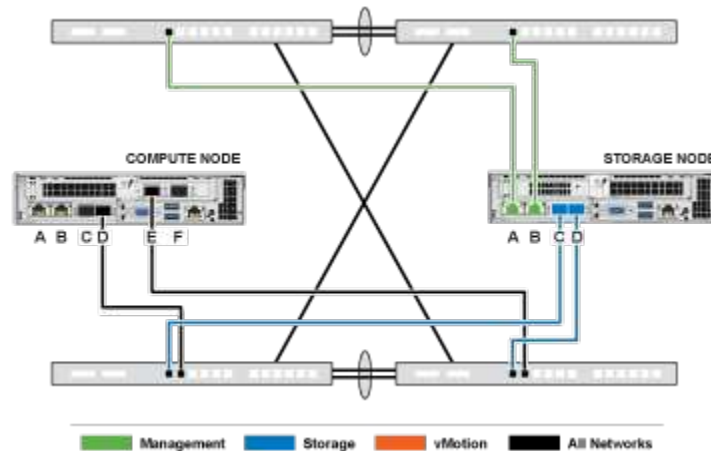 COMPUTE NODE
STORAGE NODE
A B C D E F
A B C D
Management Storage vMotion All Networks